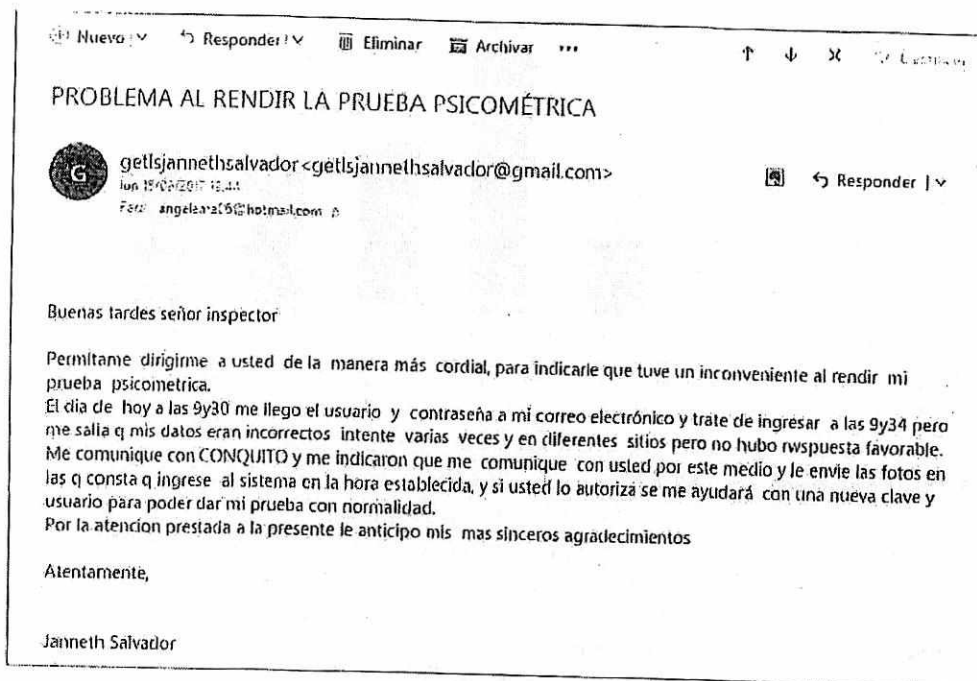 Nuevo Responder Eliminar Archivar ...
PROBLEMA AL RENDIR LA PRUEBA PSICOMÉTRICA
G
getlsjannethsalvador <getlsjannethsalvador@gmail.com>
Responder
Buenas tardes señor inspector
Permítame dirigirme a usted de la manera más cordial, para indicarle que tuve un inconveniente al rendir mi
prueba psicometrica.
El dia de hoy a las 9y30 me llego el usuario y contraseña a mi correo electrónico y trate de ingresar a las 9y34 pero
me salia q mis datos eran incorrectos intente varias veces y en diferentes sitios pero no hubo rwspuesta favorable.
Me comunique con CONQUITO y me indicaron que me comunique con usted por este medio y le envie las fotos en
las q consta q ingrese al sistema en la hora establecida, y si usted lo autoriza se me ayudará con una nueva clave y
usuario para poder dar mi prueba con normalidad.
Por la atencion prestada a la presente le anticipo mis mas sinceros agradecimientos
Atentamente,
Janneth Salvador